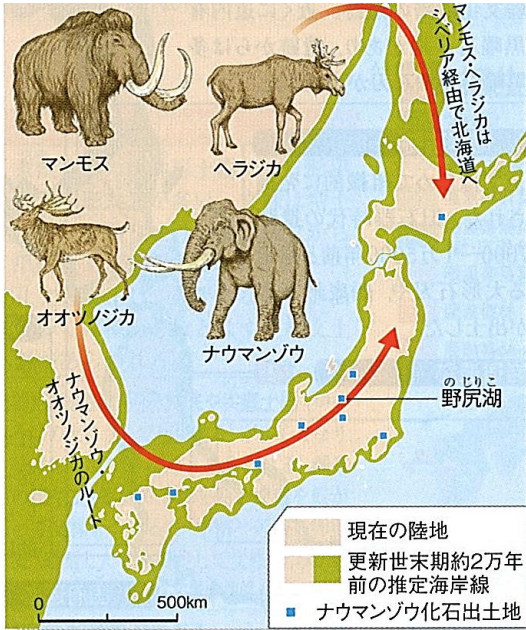 マンモス
ヘラジカ
マンモス・ヘラジカは
シベリア経由で北海道へ
オオツノジカ
ナウマンゾウ
ナウマンゾウ・
オオツノジカのルート
のじりこ
野尻湖
現在の陸地
更新世末期約2万年
前の推定海岸線
ナウマンゾウ化石出土地
0 500km